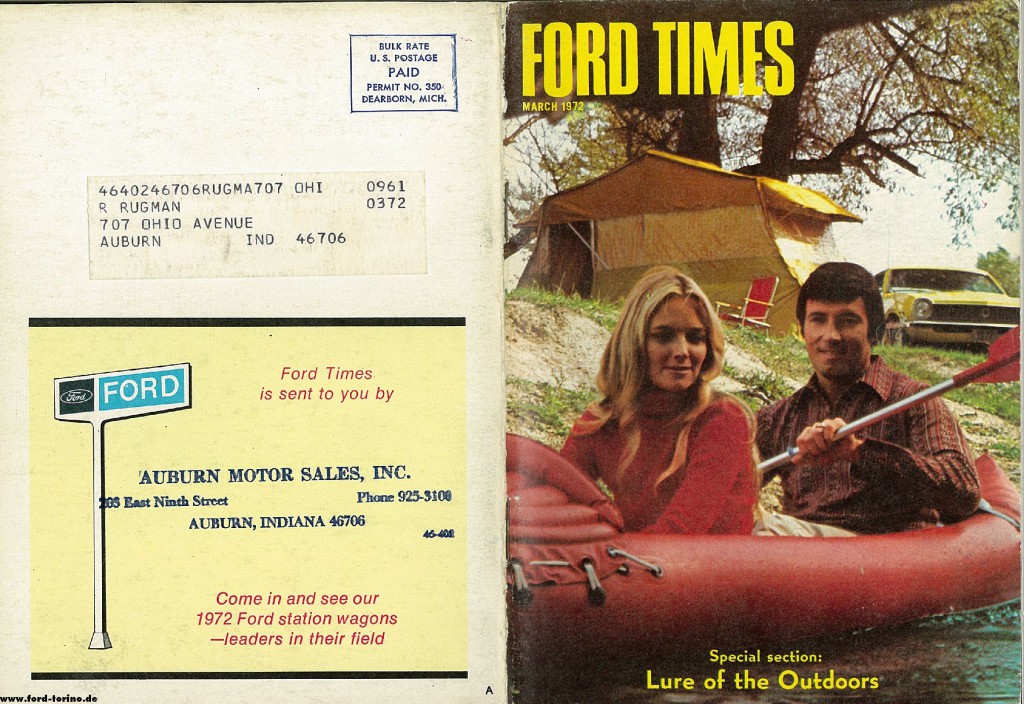 BULK RATE
U. S. POSTAGE
PAID
PERMIT NO. 350
DEARBORN, MICH.
4640246706RUGMA707 OHI 0961
R RUGMAN 0372
707 OHIO AVENUE
AUBURN IND 46706
Ford
FORD
Ford Times
is sent to you by
AUBURN MOTOR SALES, INC.
203 East Ninth Street Phone 925-3100
AUBURN, INDIANA 46706
Come in and see our
1972 Ford station wagons
—leaders in their field
A
www.ford-torino.de
FORD TIMES
MARCH 1972
Special section:
Lure of the Outdoors